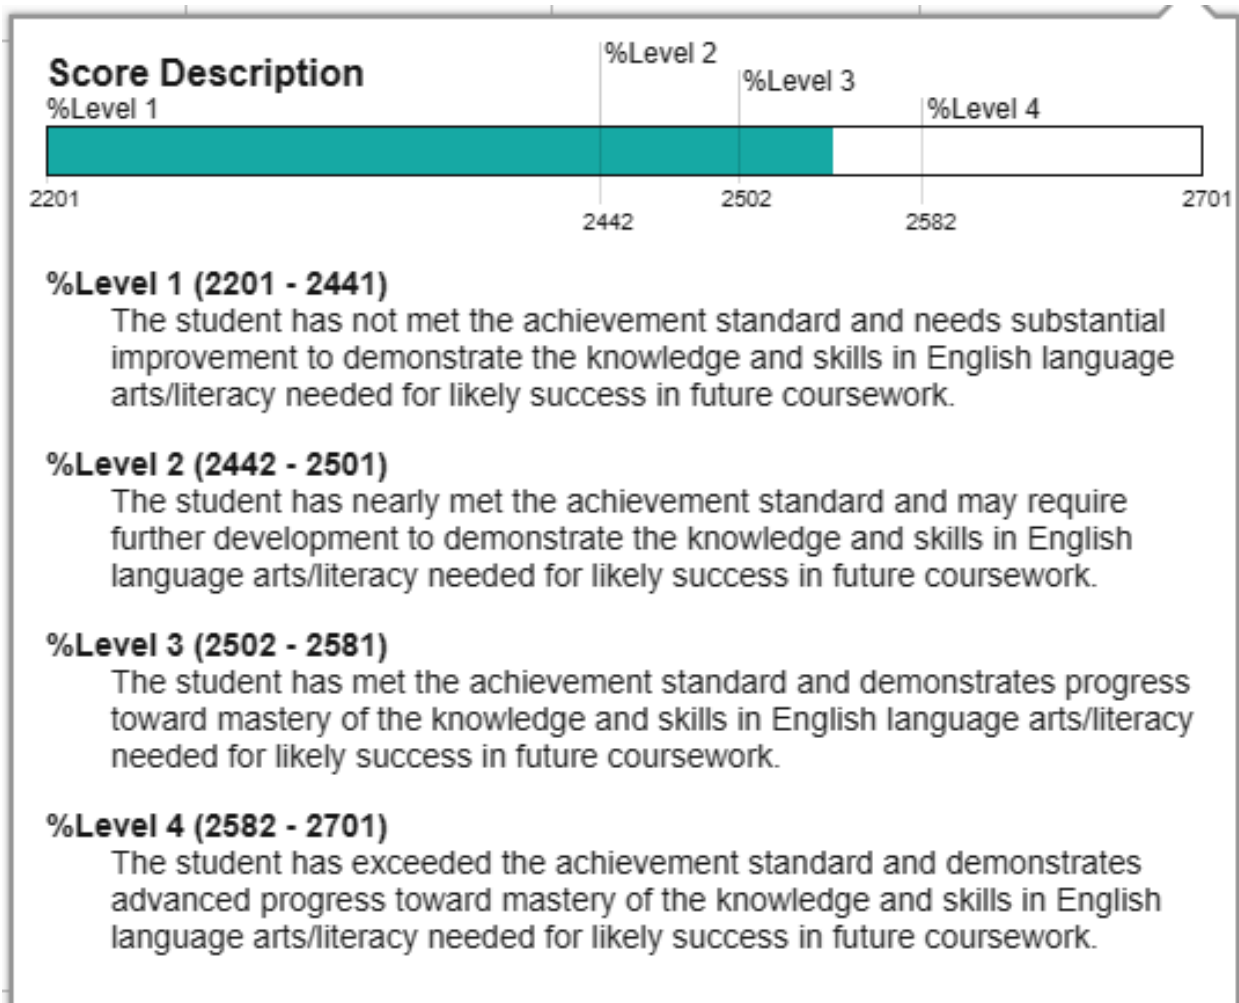 %Level 2
Score Description
%Level 3
%Level 1
%Level 4
2201
2502
2701
2442
2582
%Level 1 (2201 - 2441)
The student has not met the achievement standard and needs substantial
improvement to demonstrate the knowledge and skills in English language
arts/literacy needed for likely success in future coursework.
%Level 2 (2442 - 2501)
The student has nearly met the achievement standard and may require
further development to demonstrate the knowledge and skills in English
language arts/literacy needed for likely success in future coursework.
%Level 3 (2502 - 2581)
The student has met the achievement standard and demonstrates progress
toward mastery of the knowledge and skills in English language arts/literacy
needed for likely success in future coursework.
%Level 4 (2582 - 2701)
The student has exceeded the achievement standard and demonstrates
advanced progress toward mastery of the knowledge and skills in English
language arts/literacy needed for likely success in future coursework.